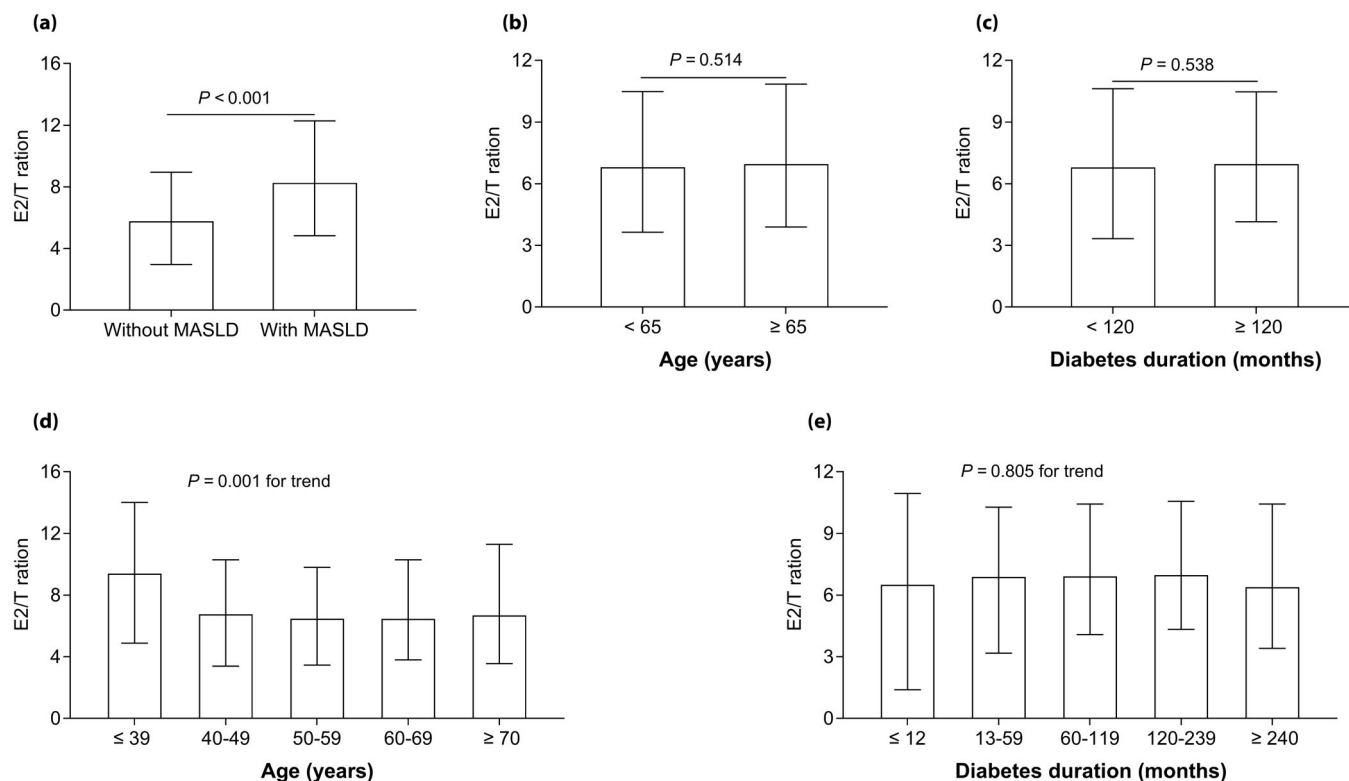 (a)
E2/T ration
16
12
8
4
0
P < 0.001
Without MASLD
With MASLD
(b)
E2/T ration
12
9
6
3
0
P = 0.514
< 65
≥ 65
Age (years)
(c)
E2/T ration
12
9
6
3
0
P = 0.538
< 120
≥ 120
Diabetes duration (months)
(d)
E2/T ration
16
12
8
4
0
P = 0.001 for trend
≤ 39
40-49
50-59
60-69
≥ 70
Age (years)
(e)
E2/T ration
12
9
6
3
0
P = 0.805 for trend
≤ 12
13-59
60-119
120-239
≥ 240
Diabetes duration (months)